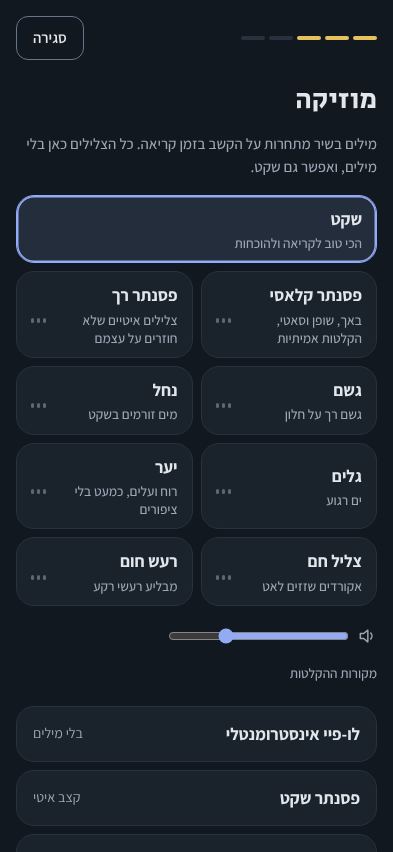 סגירה
מוזיקה
מילים בשיר מתחרות על הקשב בזמן קריאה. כל הצלילים כאן בלי
מילים, ואפשר גם שקט.
שקט
הכי טוב לקריאה ולהוכחות
פסנתר קלאסי
באך, שופן וסאטי,
הקלטות אמיתיות
פסנתר רך
צלילים איטיים שלא
חוזרים על עצמם
גשם
גשם רך על חלון
נחל
מים זורמים בשקט
גלים
ים רגוע
יער
רוח ועלים, כמעט בלי
ציפורים
צליל חם
אקורדים שזזים לאט
רעש חום
מבליע רעשי רקע
מקורות ההקלטות
לו-פיי אינסטרומנטלי
בלי מילים
פסנתר שקט
קצב איטי